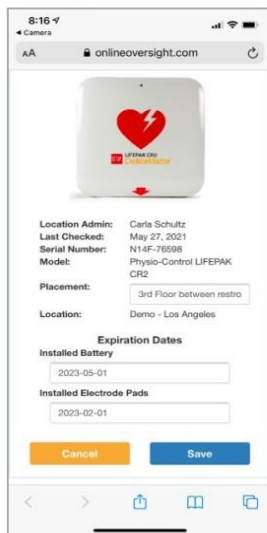 8:16
Camera
AA onlineoversight.com
LIFEPAK CR2
Defibrillator
Location Admin: Carla Schultz
Last Checked: May 27, 2021
Serial Number: N14F-76598
Model: Physio-Control LIFEPAK
CR2
Placement: 3rd Floor between restro
Location: Demo - Los Angeles
Expiration Dates
Installed Battery
2023-05-01
Installed Electrode Pads
2023-02-01
Cancel Save